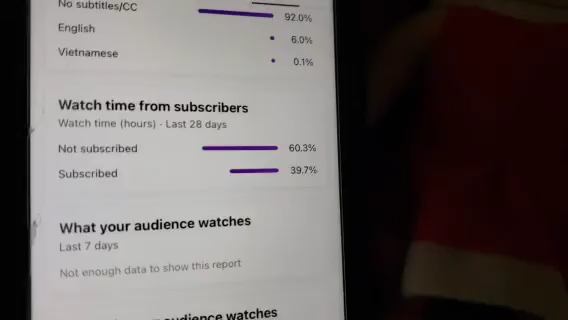 No subtitles/CC 92.0%
English 6.0%
Vietnamese 0.1%
Watch time from subscribers
Watch time (hours) · Last 28 days
Not subscribed 60.3%
Subscribed 39.7%
What your audience watches
Last 7 days
Not enough data to show this report
audience watches